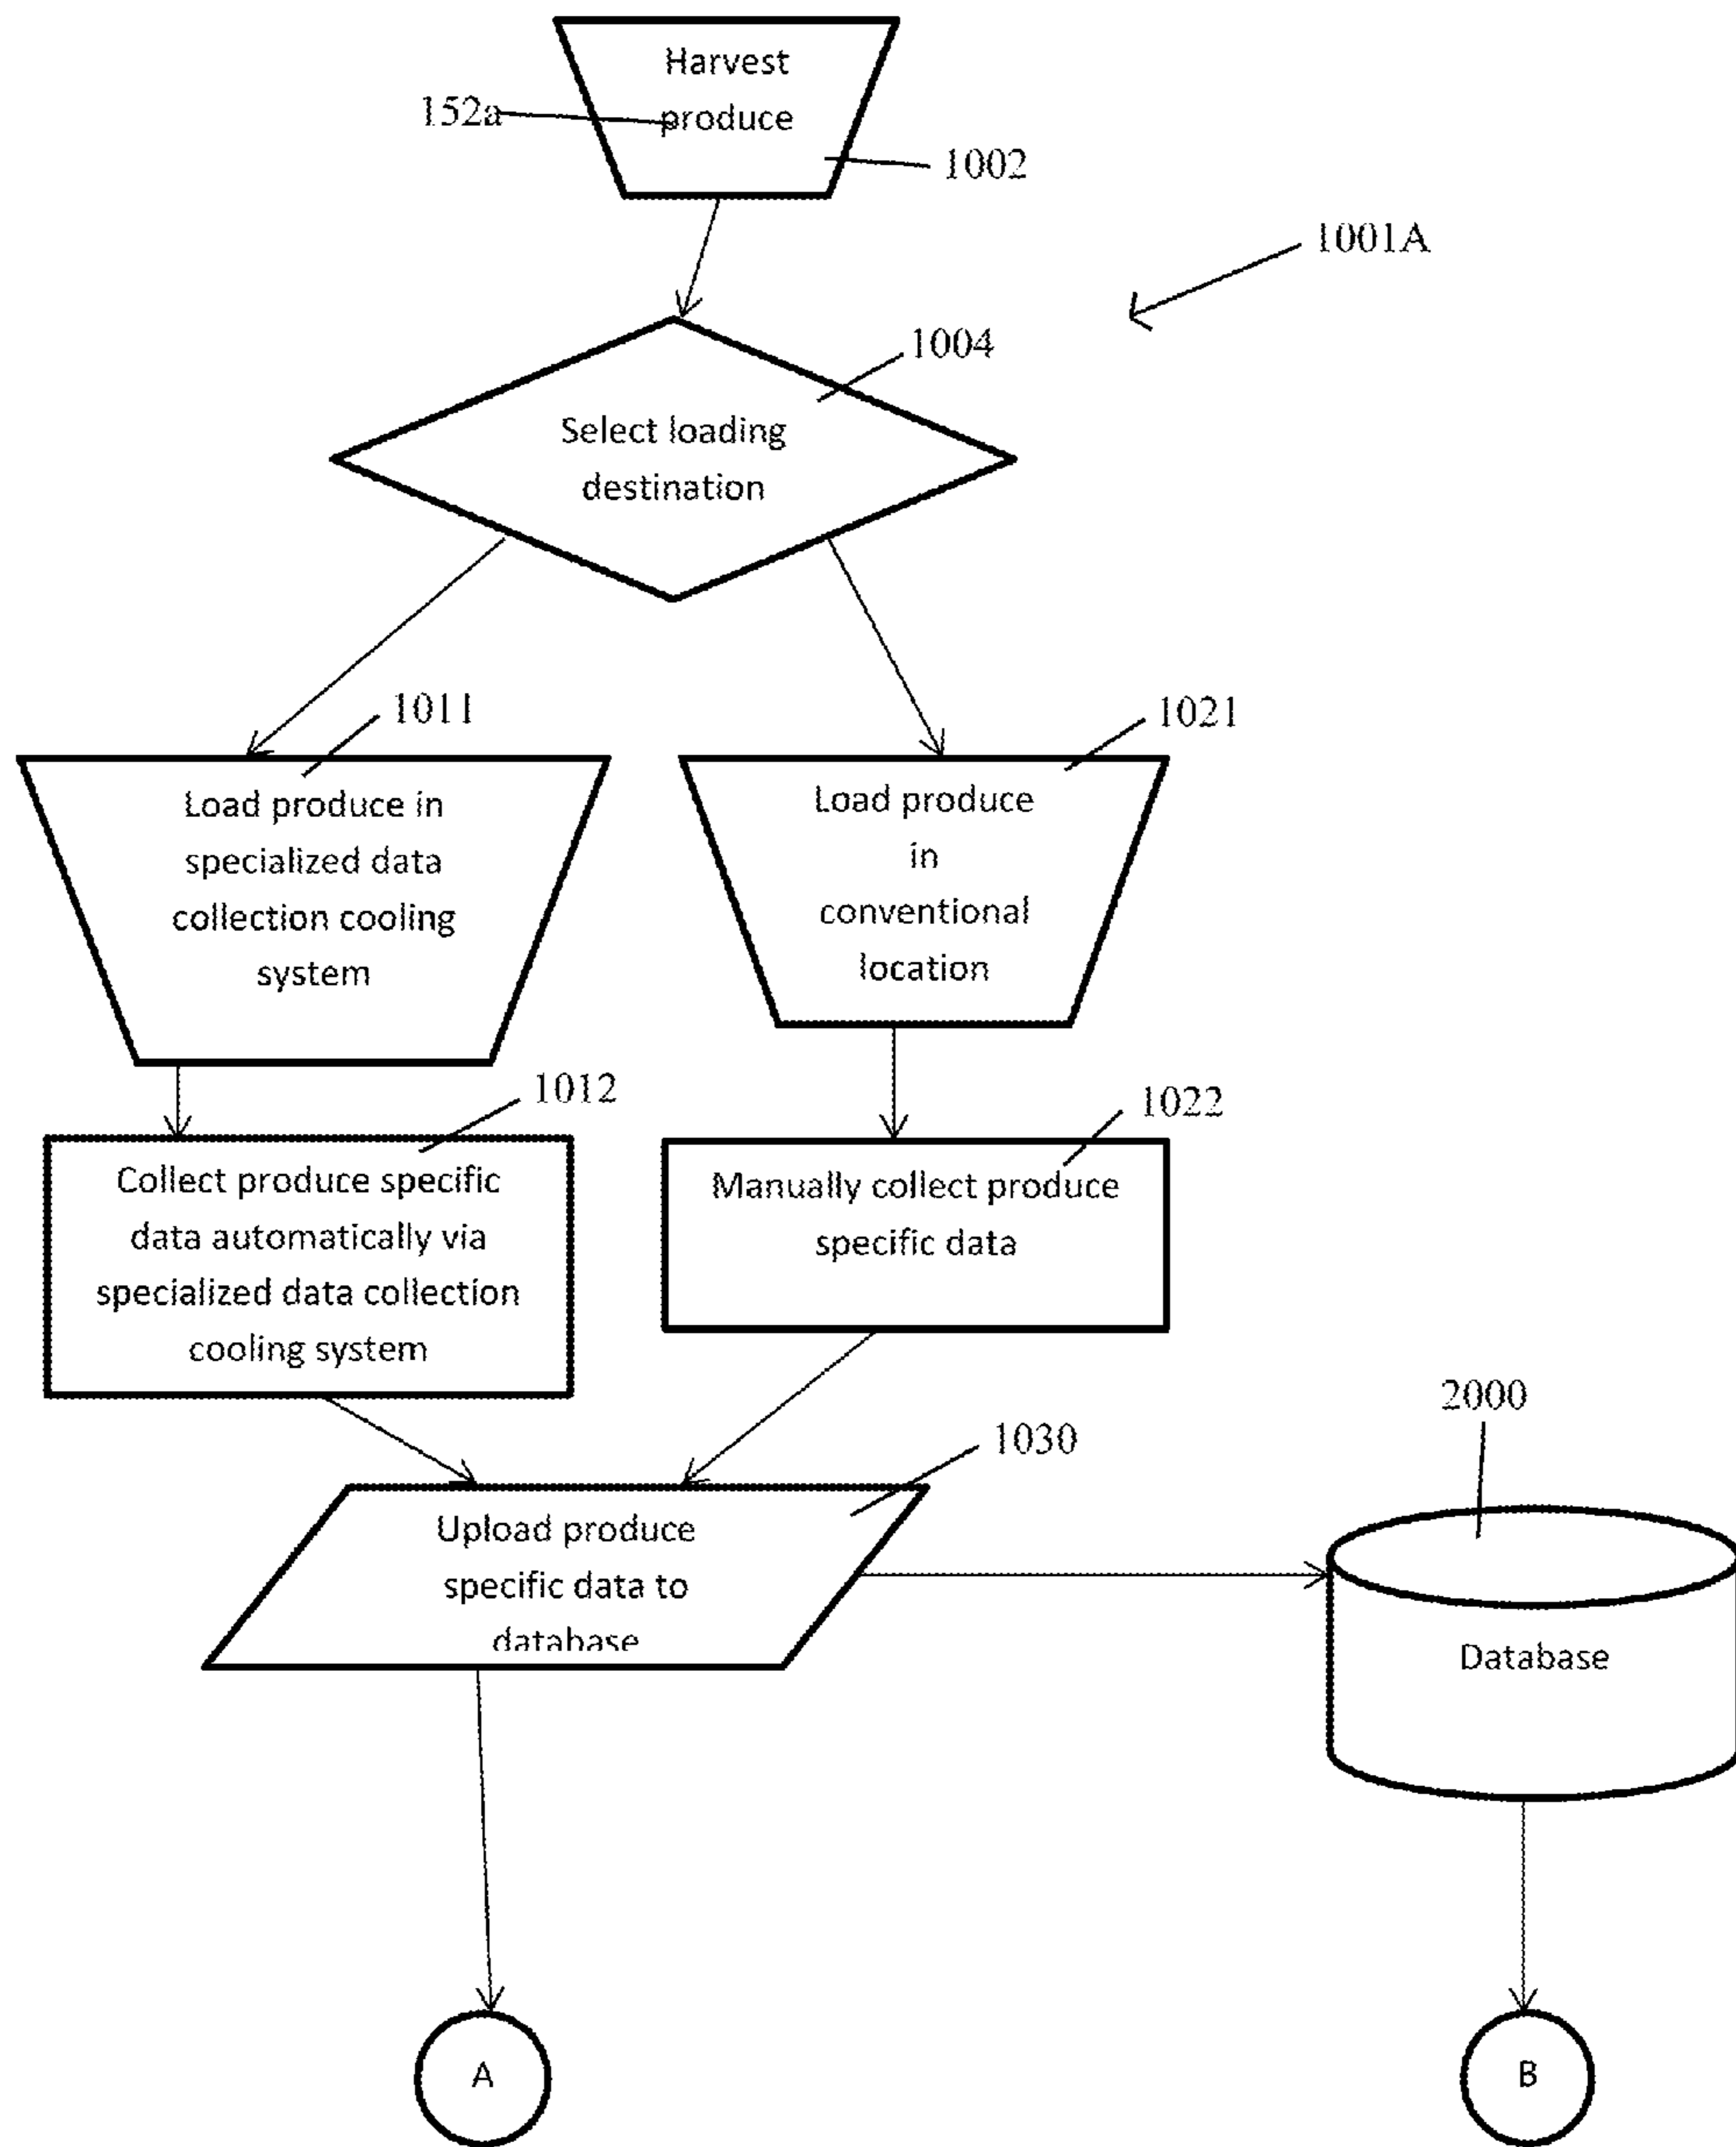 Harvest
produce
152a
1002
1001A
1004
Select loading
destination
1011
1021
Load produce in
specialized data
collection cooling
system
Load produce
in
conventional
location
1012
1022
Collect produce specific
data automatically via
specialized data collection
cooling system
Manually collect produce
specific data
1030
2000
Upload produce
specific data to
database
Database
A
B